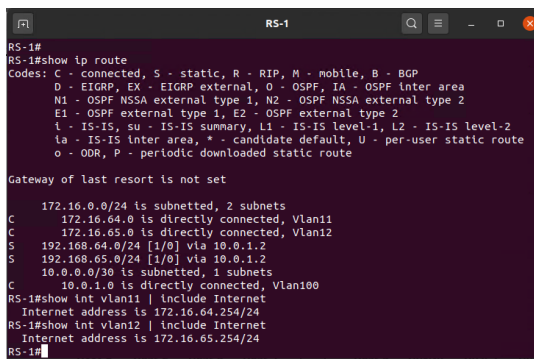 RS-1
RS-1#
RS-1#show ip route
Codes: C - connected, S - static, R - RIP, M - mobile, B - BGP
       D - EIGRP, EX - EIGRP external, O - OSPF, IA - OSPF inter area
       N1 - OSPF NSSA external type 1, N2 - OSPF NSSA external type 2
       E1 - OSPF external type 1, E2 - OSPF external type 2
       i - IS-IS, su - IS-IS summary, L1 - IS-IS level-1, L2 - IS-IS level-2
       ia - IS-IS inter area, * - candidate default, U - per-user static route
       o - ODR, P - periodic downloaded static route
Gateway of last resort is not set
     172.16.0.0/24 is subnetted, 2 subnets
C       172.16.64.0 is directly connected, Vlan11
C       172.16.65.0 is directly connected, Vlan12
S    192.168.64.0/24 [1/0] via 10.0.1.2
S    192.168.65.0/24 [1/0] via 10.0.1.2
     10.0.0.0/30 is subnetted, 1 subnets
C       10.0.1.0 is directly connected, Vlan100
RS-1#show int vlan11 | include Internet
  Internet address is 172.16.64.254/24
RS-1#show int vlan12 | include Internet
  Internet address is 172.16.65.254/24
RS-1#